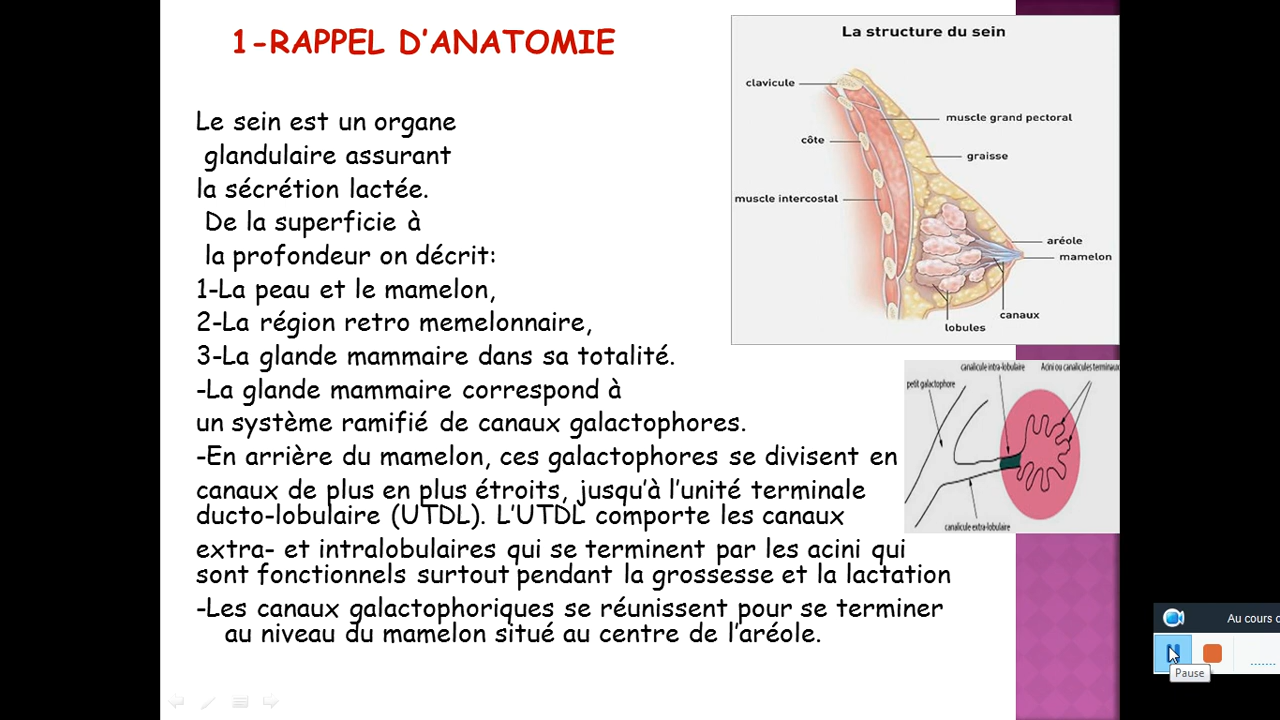 1-RAPPEL D'ANATOMIE
Le sein est un organe
glandulaire assurant
la sécrétion lactée.
De la superficie à
la profondeur on décrit:
1-La peau et le mamelon,
2-La région retro memelonnaire,
3-La glande mammaire dans sa totalité.
-La glande mammaire correspond à
un système ramifié de canaux galactophores.
-En arrière du mamelon, ces galactophores se divisent en
canaux de plus en plus étroits, jusqu'à l'unité terminale
ducto-lobulaire (UTDL). L'UTDL comporte les canaux
extra- et intralobulaires qui se terminent par les acini qui
sont fonctionnels surtout pendant la grossesse et la lactation
-Les canaux galactophoriques se réunissent pour se terminer
au niveau du mamelon situé au centre de l'aréole.
La structure du sein
clavicule
muscle grand pectoral
côte
graisse
muscle intercostal
aréole
mamelon
canaux
lobules
canalicule intra-lobulaire
Acini ou canalicules terminaux
petit galactophore
canalicule extra-lobulaire
Au cours
Pause